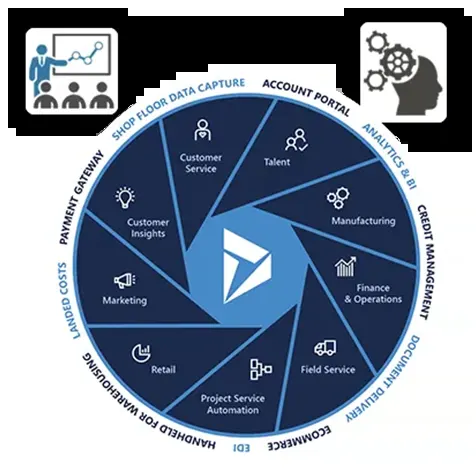 SHOP FLOOR DATA CAPTURE
ACCOUNT PORTAL
ANALYTICS & BI
CREDIT MANAGEMENT
DOCUMENT DELIVERY
ECOMMERCE
EDI
HANDHELD FOR WAREHOUSING
LANDED COSTS
PAYMENT GATEWAY
Customer
Service
Talent
Manufacturing
Finance
& Operations
Field Service
Project Service
Automation
Retail
Marketing
Customer
Insights